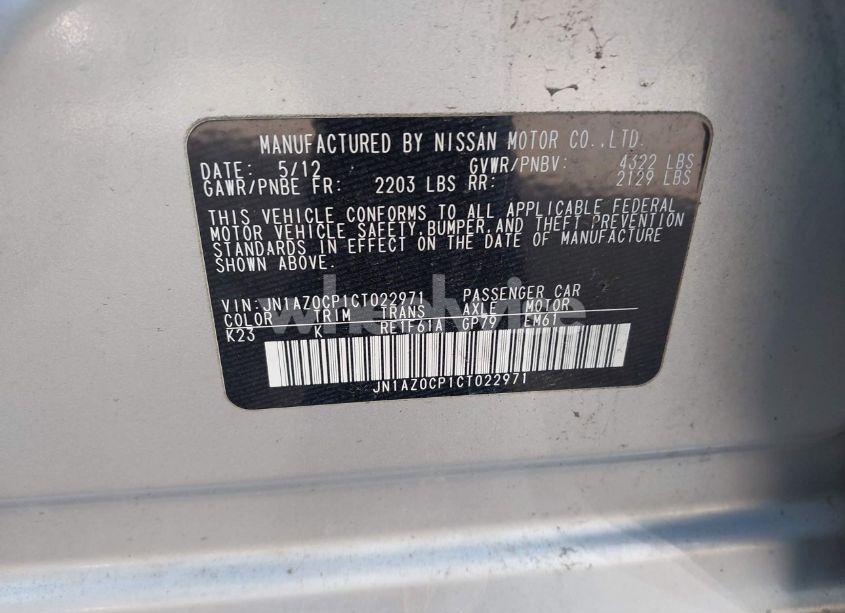 MANUFACTURED BY NISSAN MOTOR CO.,LTD.
DATE: 5/12 GVWR/PNBV: 4322 LBS
GAWR/PNBE FR: 2203 LBS RR: 2129 LBS
THIS VEHICLE CONFORMS TO ALL APPLICABLE FEDERAL
MOTOR VEHICLE SAFETY,BUMPER,AND THEFT PREVENTION
STANDARDS IN EFFECT ON THE DATE OF MANUFACTURE
SHOWN ABOVE.
VIN:JN1AZ0CP1CT022971 PASSENGER CAR
COLOR TRIM TRANS AXLE MOTOR
K23 K RE1F61A GP79 EM61
JN1AZ0CP1CT022971